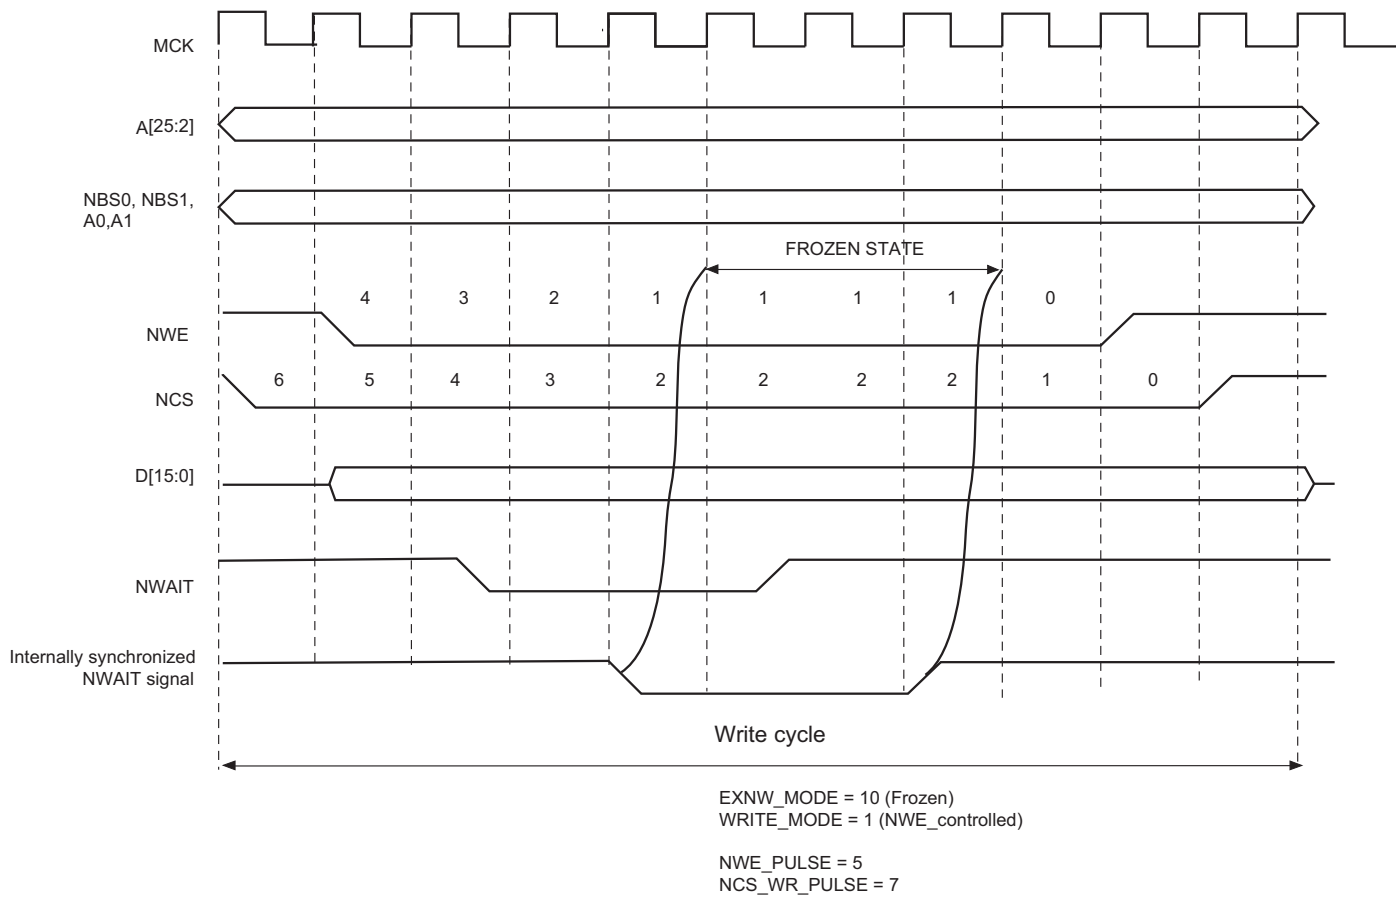 MCK
A[25:2]
NBS0, NBS1,
A0,A1
FROZEN STATE
4 3 2 1 1 1 1 0
NWE
6 5 4 3 2 2 2 2 1 0
NCS
D[15:0]
NWAIT
Internally synchronized
NWAIT signal
Write cycle
EXNW_MODE = 10 (Frozen)
WRITE_MODE = 1 (NWE_controlled)
NWE_PULSE = 5
NCS_WR_PULSE = 7